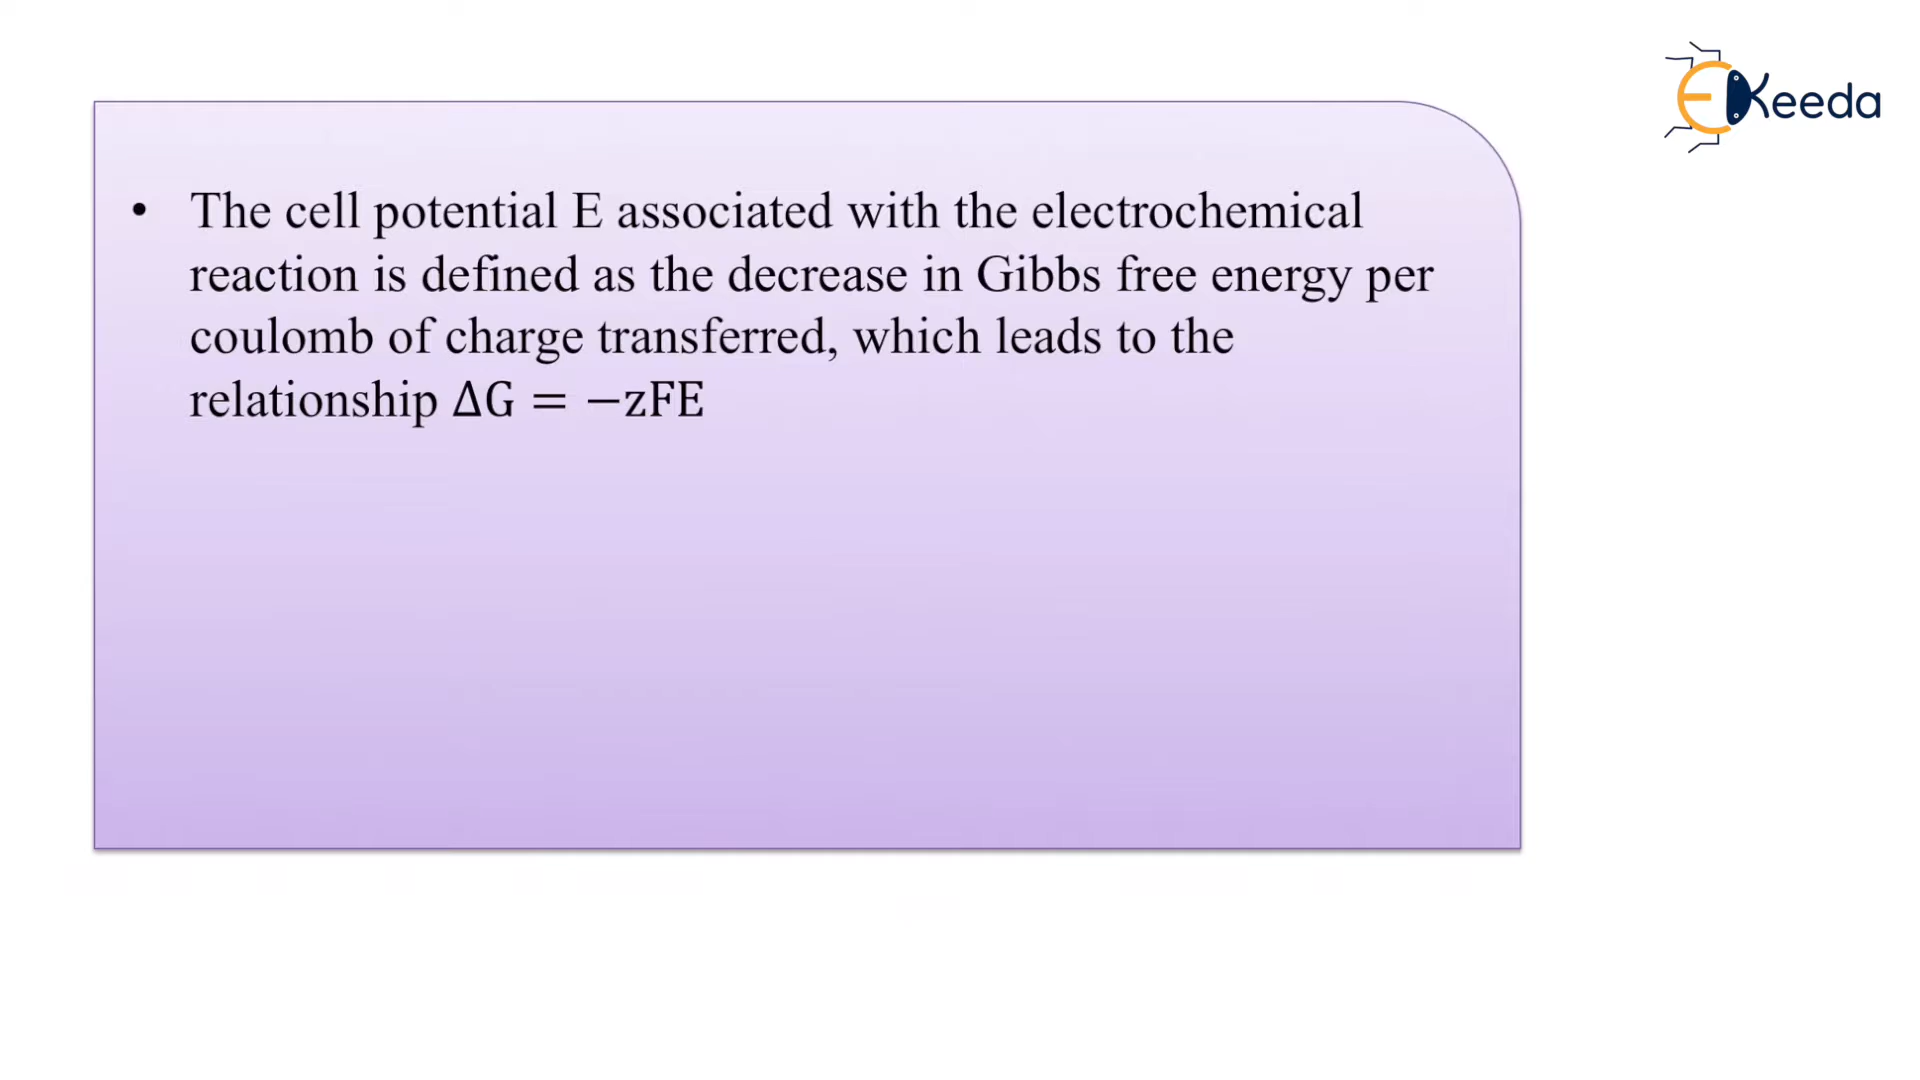 EKeeda
• The cell potential E associated with the electrochemical
reaction is defined as the decrease in Gibbs free energy per
coulomb of charge transferred, which leads to the
relationship ΔG = −zFE